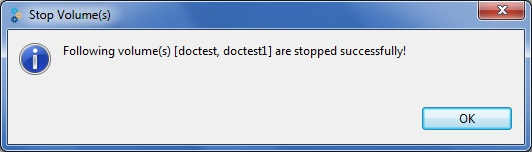 Stop Volume(s)
Following volume(s) [doctest, doctest1] are stopped successfully!
OK